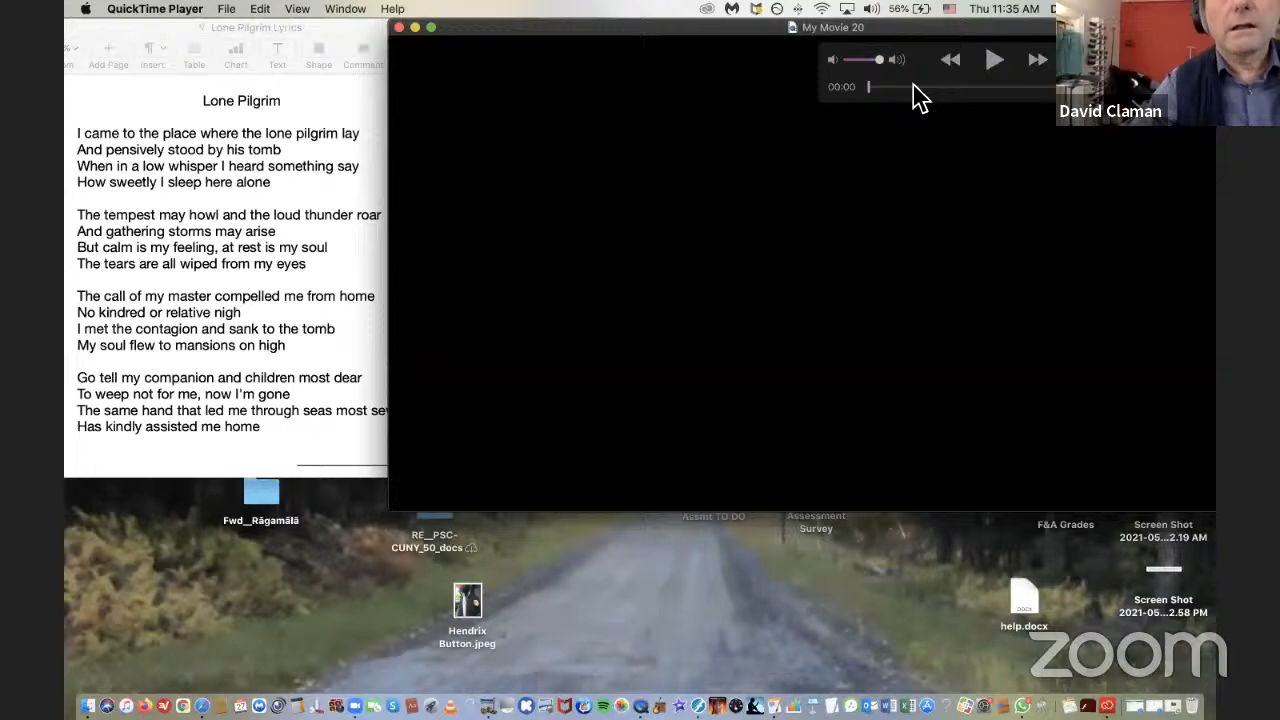 QuickTime Player File Edit View Window Help
56%
Thu 11:35 AM
Lone Pilgrim Lyrics
Add Page Insert Table Chart Text Shape Comment
My Movie 20
00:00
David Claman
Lone Pilgrim
I came to the place where the lone pilgrim lay
And pensively stood by his tomb
When in a low whisper I heard something say
How sweetly I sleep here alone
The tempest may howl and the loud thunder roar
And gathering storms may arise
But calm is my feeling, at rest is my soul
The tears are all wiped from my eyes
The call of my master compelled me from home
No kindred or relative nigh
I met the contagion and sank to the tomb
My soul flew to mansions on high
Go tell my companion and children most dear
To weep not for me, now I'm gone
The same hand that led me through seas most se
Has kindly assisted me home
Fwd__Rāgamālā
RE__PSC-
CUNY_50_docs
Assmt TO DO
Assessment
Survey
F&A Grades
Screen Shot
2021-05...2.19 AM
Hendrix
Button.jpeg
DOCX
help.docx
Screen Shot
2021-05...2.58 PM
zoom